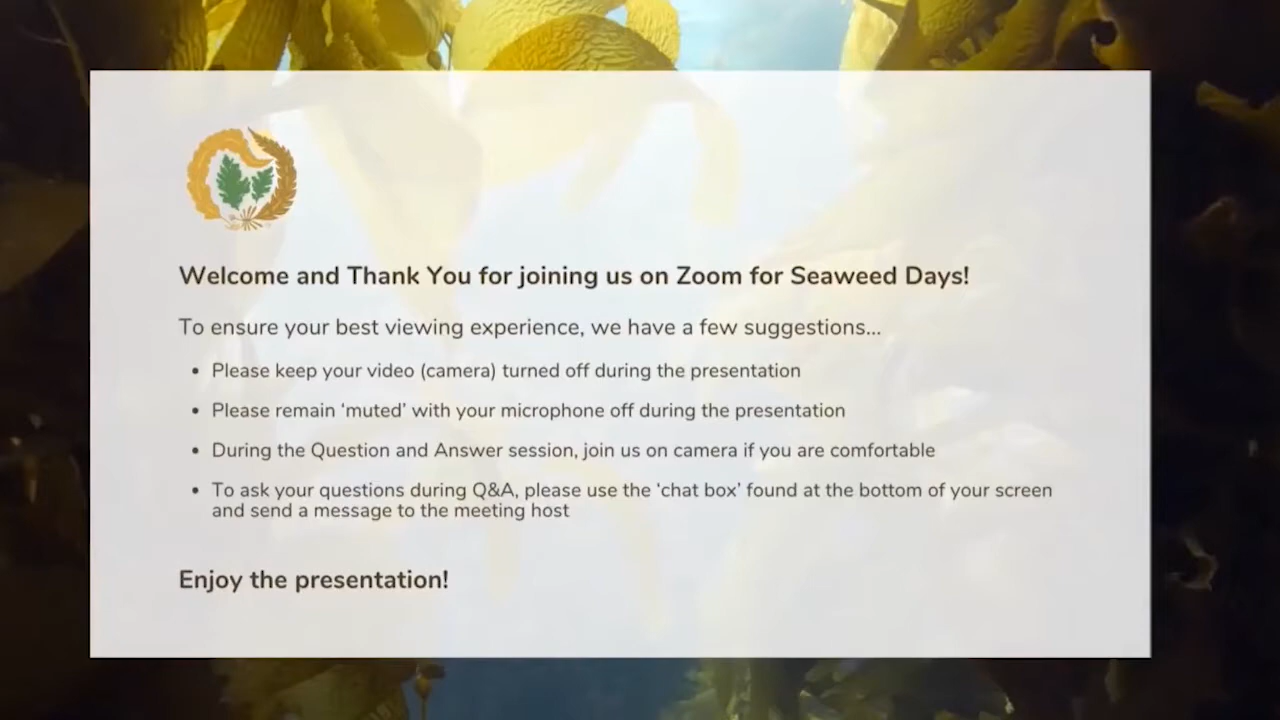 Welcome and Thank You for joining us on Zoom for Seaweed Days!
To ensure your best viewing experience, we have a few suggestions...
• Please keep your video (camera) turned off during the presentation
• Please remain ‘muted’ with your microphone off during the presentation
• During the Question and Answer session, join us on camera if you are comfortable
• To ask your questions during Q&A, please use the ‘chat box’ found at the bottom of your screen
and send a message to the meeting host
Enjoy the presentation!